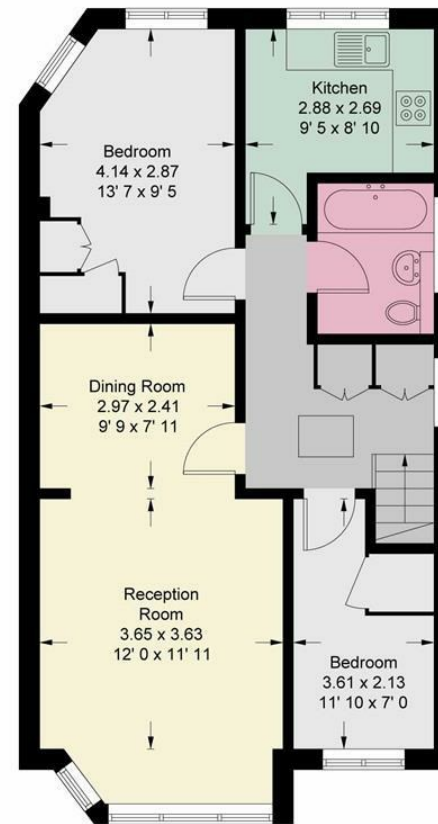 Kitchen
2.88 x 2.69
9' 5 x 8' 10
Bedroom
4.14 x 2.87
13' 7 x 9' 5
Dining Room
2.97 x 2.41
9' 9 x 7' 11
Reception
Room
3.65 x 3.63
12' 0 x 11' 11
Bedroom
3.61 x 2.13
11' 10 x 7' 0